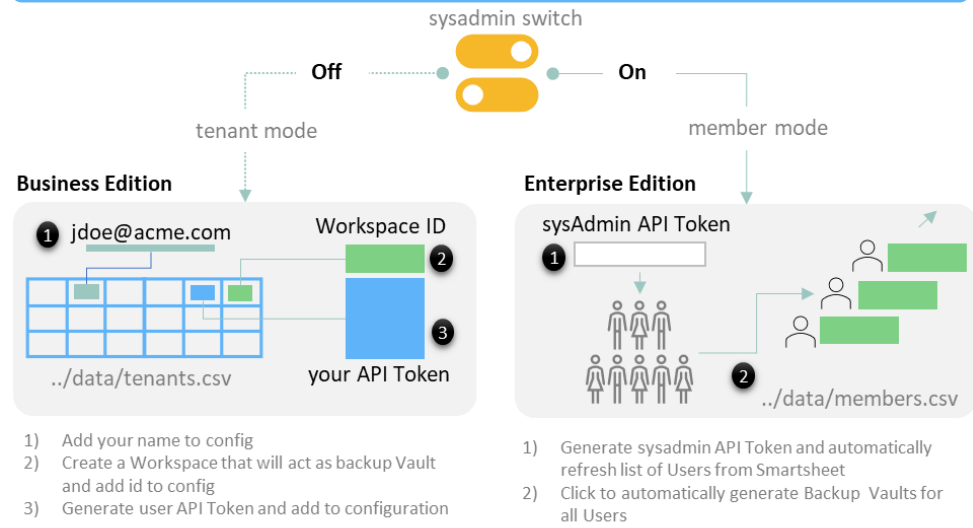 sysadmin switch
Off
On
tenant mode
member mode
Business Edition
1 jdoe@acme.com
Workspace ID
2
3
../data/tenants.csv
your API Token
1) Add your name to config
2) Create a Workspace that will act as backup Vault
and add id to config
3) Generate user API Token and add to configuration
Enterprise Edition
sysAdmin API Token
1
2
../data/members.csv
1) Generate sysadmin API Token and automatically
refresh list of Users from Smartsheet
2) Click to automatically generate Backup Vaults for
all Users